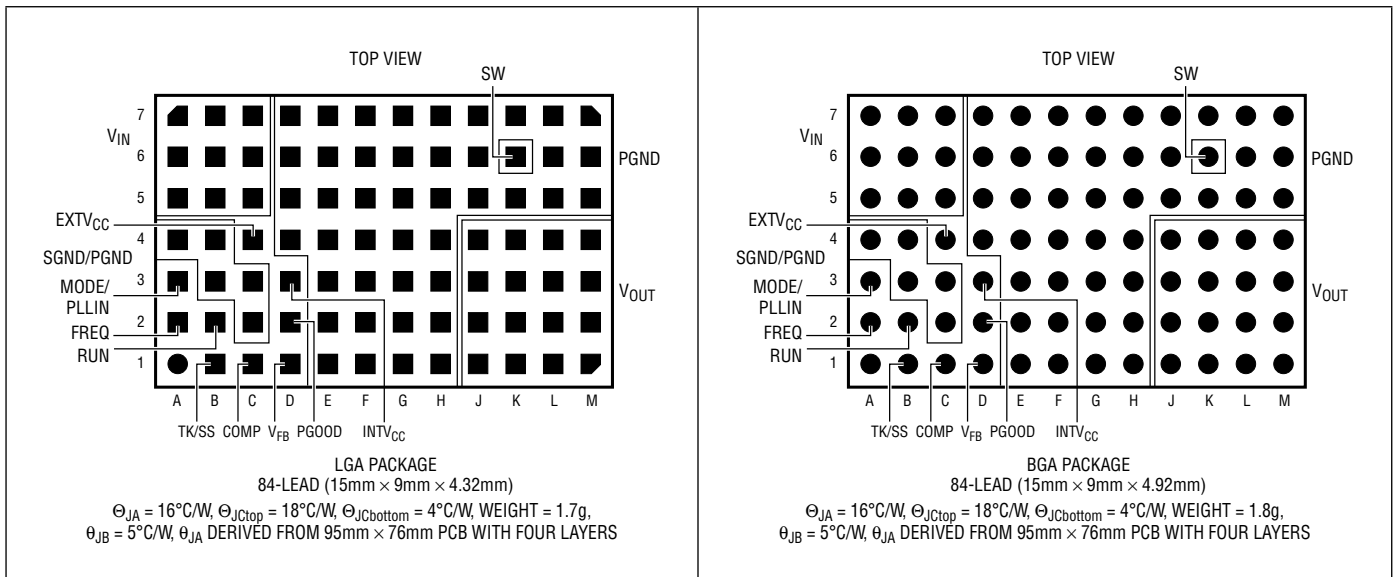 TOP VIEW
SW
7
VIN
6
PGND
5
EXTVCC
4
SGND/PGND
MODE/
PLLIN
3
VOUT
FREQ
2
RUN
1
A B C D E F G H J K L M
TK/SS COMP VFB PGOOD INTVCC
LGA PACKAGE
84-LEAD (15mm × 9mm × 4.32mm)
ΘJA = 16°C/W, ΘJCtop = 18°C/W, ΘJCbottom = 4°C/W, WEIGHT = 1.7g,
θJB = 5°C/W, θJA DERIVED FROM 95mm × 76mm PCB WITH FOUR LAYERS
TOP VIEW
SW
7
VIN
6
PGND
5
EXTVCC
4
SGND/PGND
MODE/
PLLIN
3
VOUT
FREQ
2
RUN
1
A B C D E F G H J K L M
TK/SS COMP VFB PGOOD INTVCC
BGA PACKAGE
84-LEAD (15mm × 9mm × 4.92mm)
ΘJA = 16°C/W, ΘJCtop = 18°C/W, ΘJCbottom = 4°C/W, WEIGHT = 1.8g,
θJB = 5°C/W, θJA DERIVED FROM 95mm × 76mm PCB WITH FOUR LAYERS